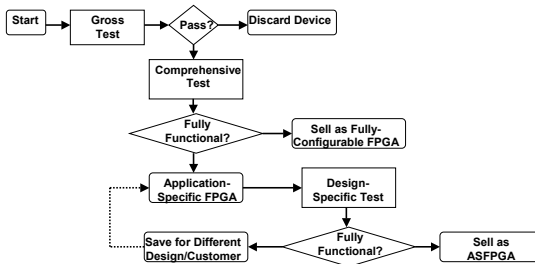 Start
Gross
Test
Pass?
Discard Device
Comprehensive
Test
Fully
Functional?
Sell as Fully-
Configurable FPGA
Application-
Specific FPGA
Design-
Specific Test
Save for Different
Design/Customer
Fully
Functional?
Sell as
ASFPGA